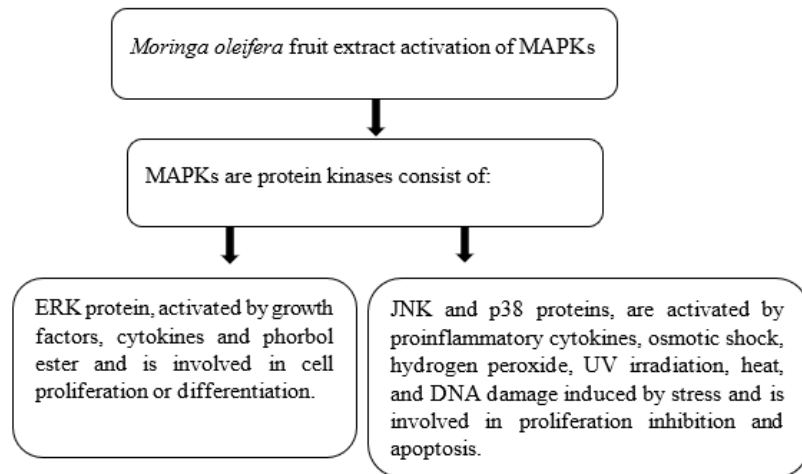 Moringa oleifera fruit extract activation of MAPKs
MAPKs are protein kinases consist of:
ERK protein, activated by growth
factors, cytokines and phorbol
ester and is involved in cell
proliferation or differentiation.
JNK and p38 proteins, are activated by
proinflammatory cytokines, osmotic shock,
hydrogen peroxide, UV irradiation, heat,
and DNA damage induced by stress and is
involved in proliferation inhibition and
apoptosis.